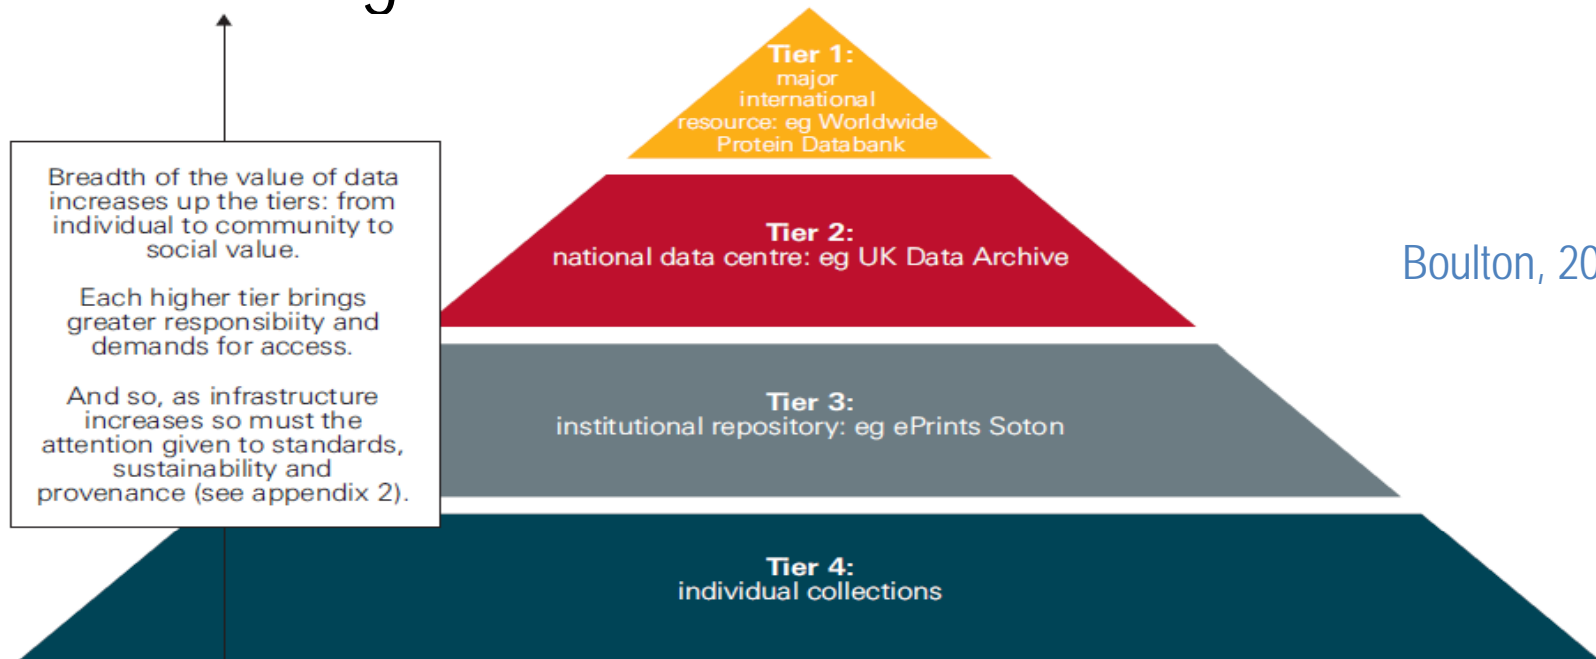 Tier 1:
major
international
resource: eg Worldwide
Protein Databank
Breadth of the value of data
increases up the tiers: from
individual to community to
social value.
Each higher tier brings
greater responsibiity and
demands for access.
And so, as infrastructure
increases so must the
attention given to standards,
sustainability and
provenance (see appendix 2).
Tier 2:
national data centre: eg UK Data Archive
Boulton, 20
Tier 3:
institutional repository: eg ePrints Soton
Tier 4:
individual collections